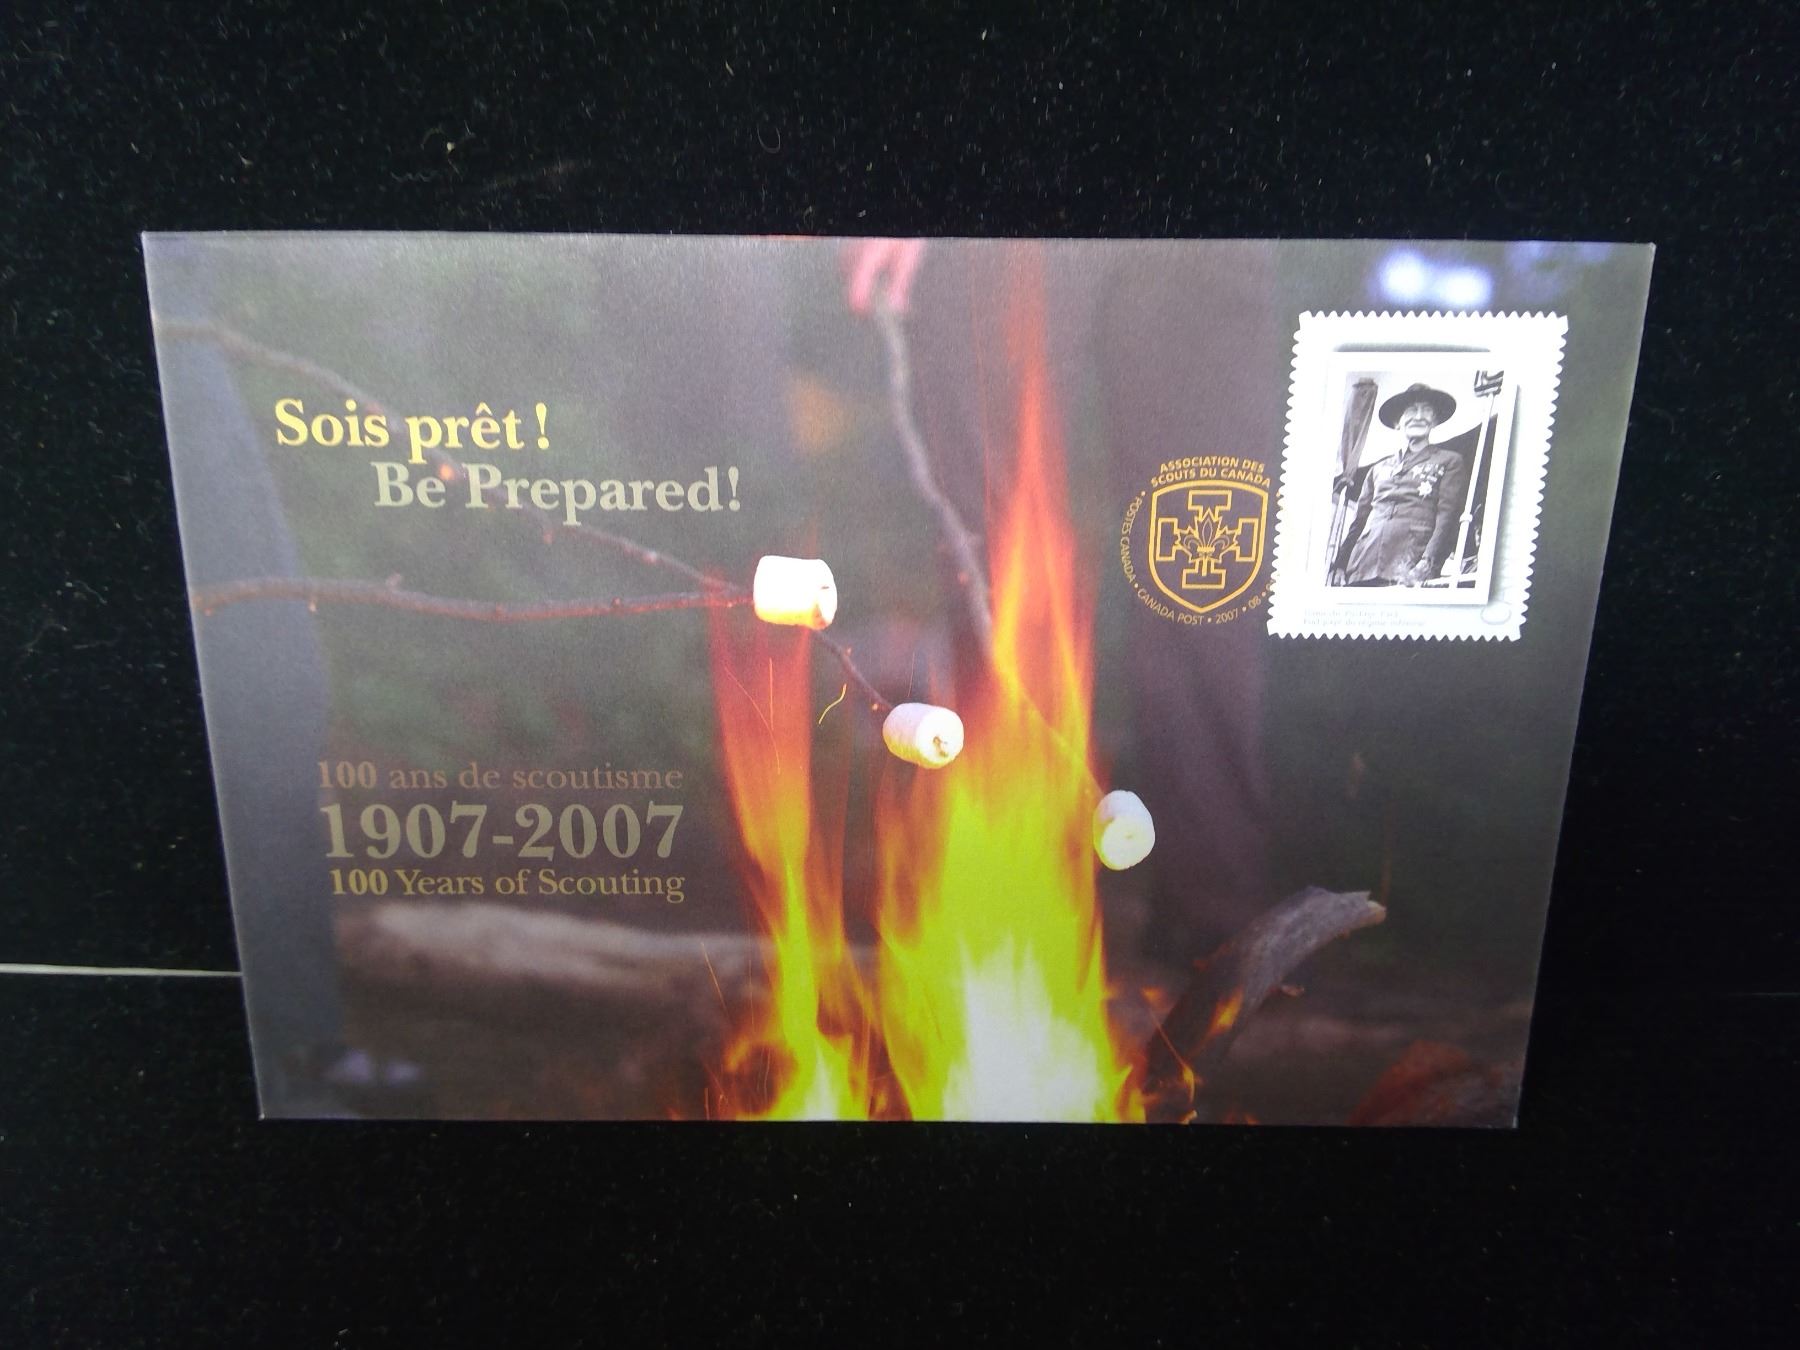 Sois prêt !
Be Prepared!
ASSOCIATION DES
SCOUTS DU CANADA
• POSTES CANADA • CANADA POST • 2007 • 08 •
100 ans de scoutisme
1907-2007
100 Years of Scouting